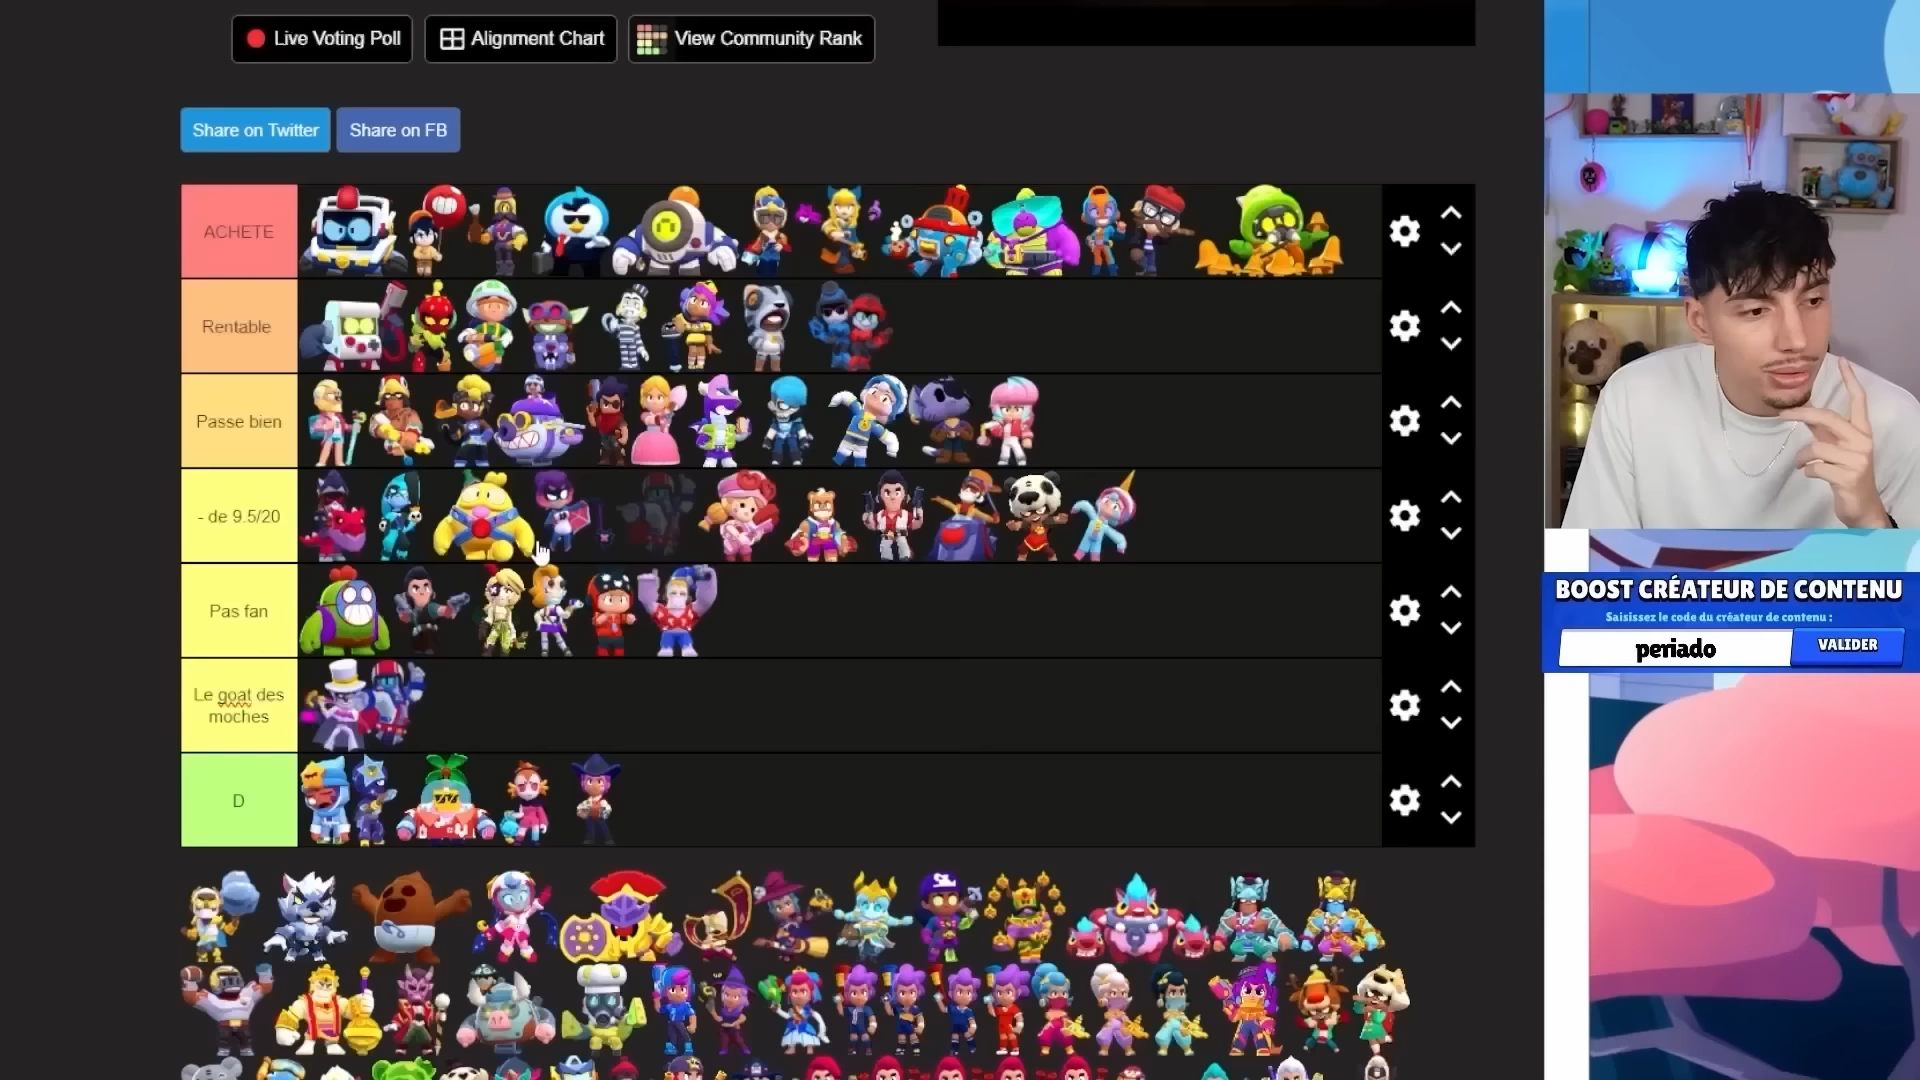 Live Voting Poll
Alignment Chart
View Community Rank
Share on Twitter
Share on FB
ACHETE
Rentable
Passe bien
- de 9.5/20
Pas fan
Le goat des
moches
D
BOOST CRÉATEUR DE CONTENU
Saisissez le code du créateur de contenu :
periado
VALIDER